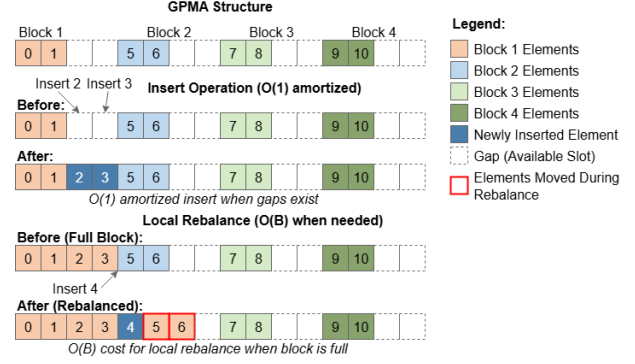 GPMA Structure
Block 1 Block 2 Block 3 Block 4
0 1 5 6 7 8 9 10
Insert 2 Insert 3
Insert Operation (O(1) amortized)
Before:
0 1 5 6 7 8 9 10
After:
0 1 2 3 5 6 7 8 9 10
O(1) amortized insert when gaps exist
Local Rebalance (O(B) when needed)
Before (Full Block):
0 1 2 3 5 6 7 8 9 10
Insert 4
After (Rebalanced):
0 1 2 3 4 5 6 7 8 9 10
O(B) cost for local rebalance when block is full
Legend:
Block 1 Elements
Block 2 Elements
Block 3 Elements
Block 4 Elements
Newly Inserted Element
Gap (Available Slot)
Elements Moved During
Rebalance